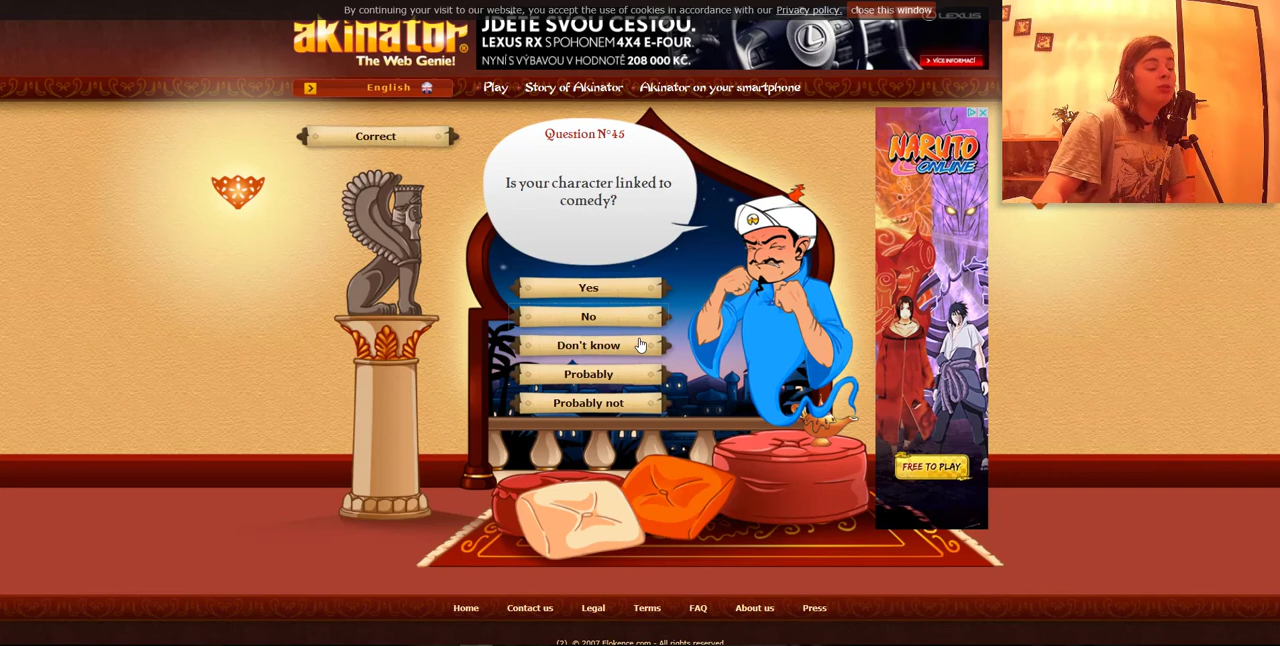 By continuing your visit to our website, you accept the use of cookies in accordance with our Privacy policy. close this window
akinator®
The Web Genie!
JDĚTE SVOU CESTOU.
LEXUS RX S POHONEM 4X4 E-FOUR.
NYNÍ S VÝBAVOU V HODNOTĚ 208 000 KČ.
LEXUS
VÍCE INFORMACÍ
English
Play
Story of Akinator
Akinator on your smartphone
Correct
Question N°45
Is your character linked to
comedy?
Yes
No
Don't know
Probably
Probably not
NARUTO
ONLINE
FREE TO PLAY
Home
Contact us
Legal
Terms
FAQ
About us
Press
(2) © 2007 Elokence.com - All rights reserved